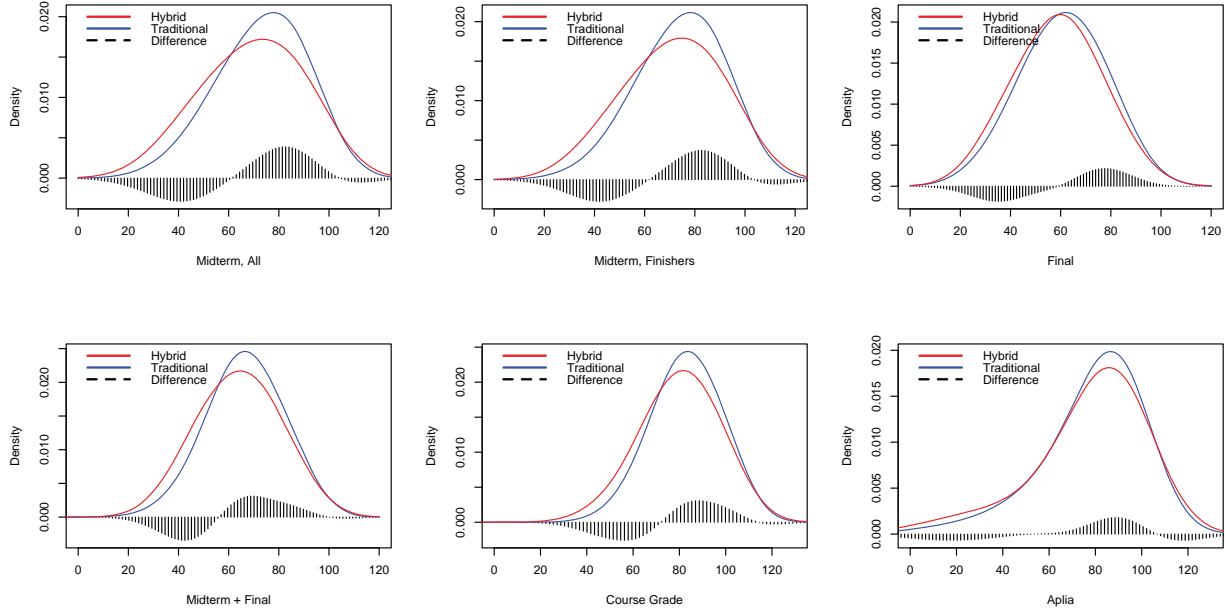 Hybrid
Traditional
Difference
Density
0.000
0.010
0.020
0 20 40 60 80 100 120
Midterm, All
Hybrid
Traditional
Difference
Density
0.000
0.005
0.010
0.015
0.020
0 20 40 60 80 100 120
Midterm, Finishers
Hybrid
Traditional
Difference
Density
0.000
0.005
0.010
0.015
0.020
0 20 40 60 80 100 120
Final
Hybrid
Traditional
Difference
Density
0.000
0.010
0.020
0 20 40 60 80 100 120
Midterm + Final
Hybrid
Traditional
Difference
Density
0.000
0.010
0.020
0 20 40 60 80 100 120
Course Grade
Hybrid
Traditional
Difference
Density
0.000
0.005
0.010
0.015
0.020
0 20 40 60 80 100 120
Aplia